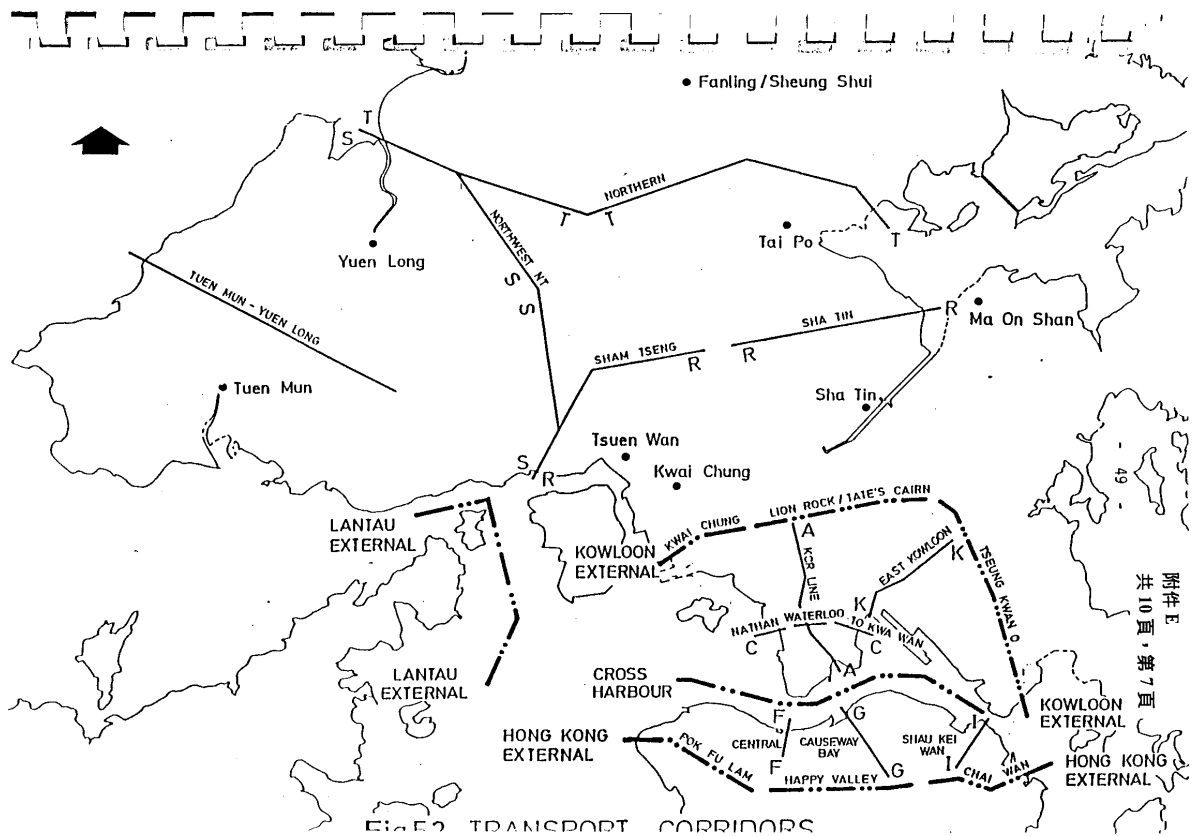 Fanling/Sheung Shui
T
S
NORTHERN
T
T
NORTHWEST NT
Tai Po
T
Yuen Long
TUEN MUN - YUEN LONG
S
S
SHA TIN
R
Ma On Shan
SHAM TSENG
R
R
Tuen Mun
Sha Tin
Tsuen Wan
S
R
Kwai Chung
- 49 -
LANTAU
EXTERNAL
KOWLOON
EXTERNAL
KWAI CHUNG
LION ROCK / TATE'S CAIRN
A
KCR LINE
EAST KOWLOON
K
TSEUNG KWAN O
附件 E
共 10 頁，第 7 頁
K
NATHAN WATERLOO TO KWA WAN
C
C
A
LANTAU
EXTERNAL
CROSS
HARBOUR
F
G
I
KOWLOON
EXTERNAL
HONG KONG
EXTERNAL
POK FU LAM
CENTRAL
CAUSEWAY
BAY
SHAU KEI
WAN
F
HAPPY VALLEY
G
I
CHAI WAN
HONG KONG
EXTERNAL
Fig 5.2 TRANSPORT CORRIDORS